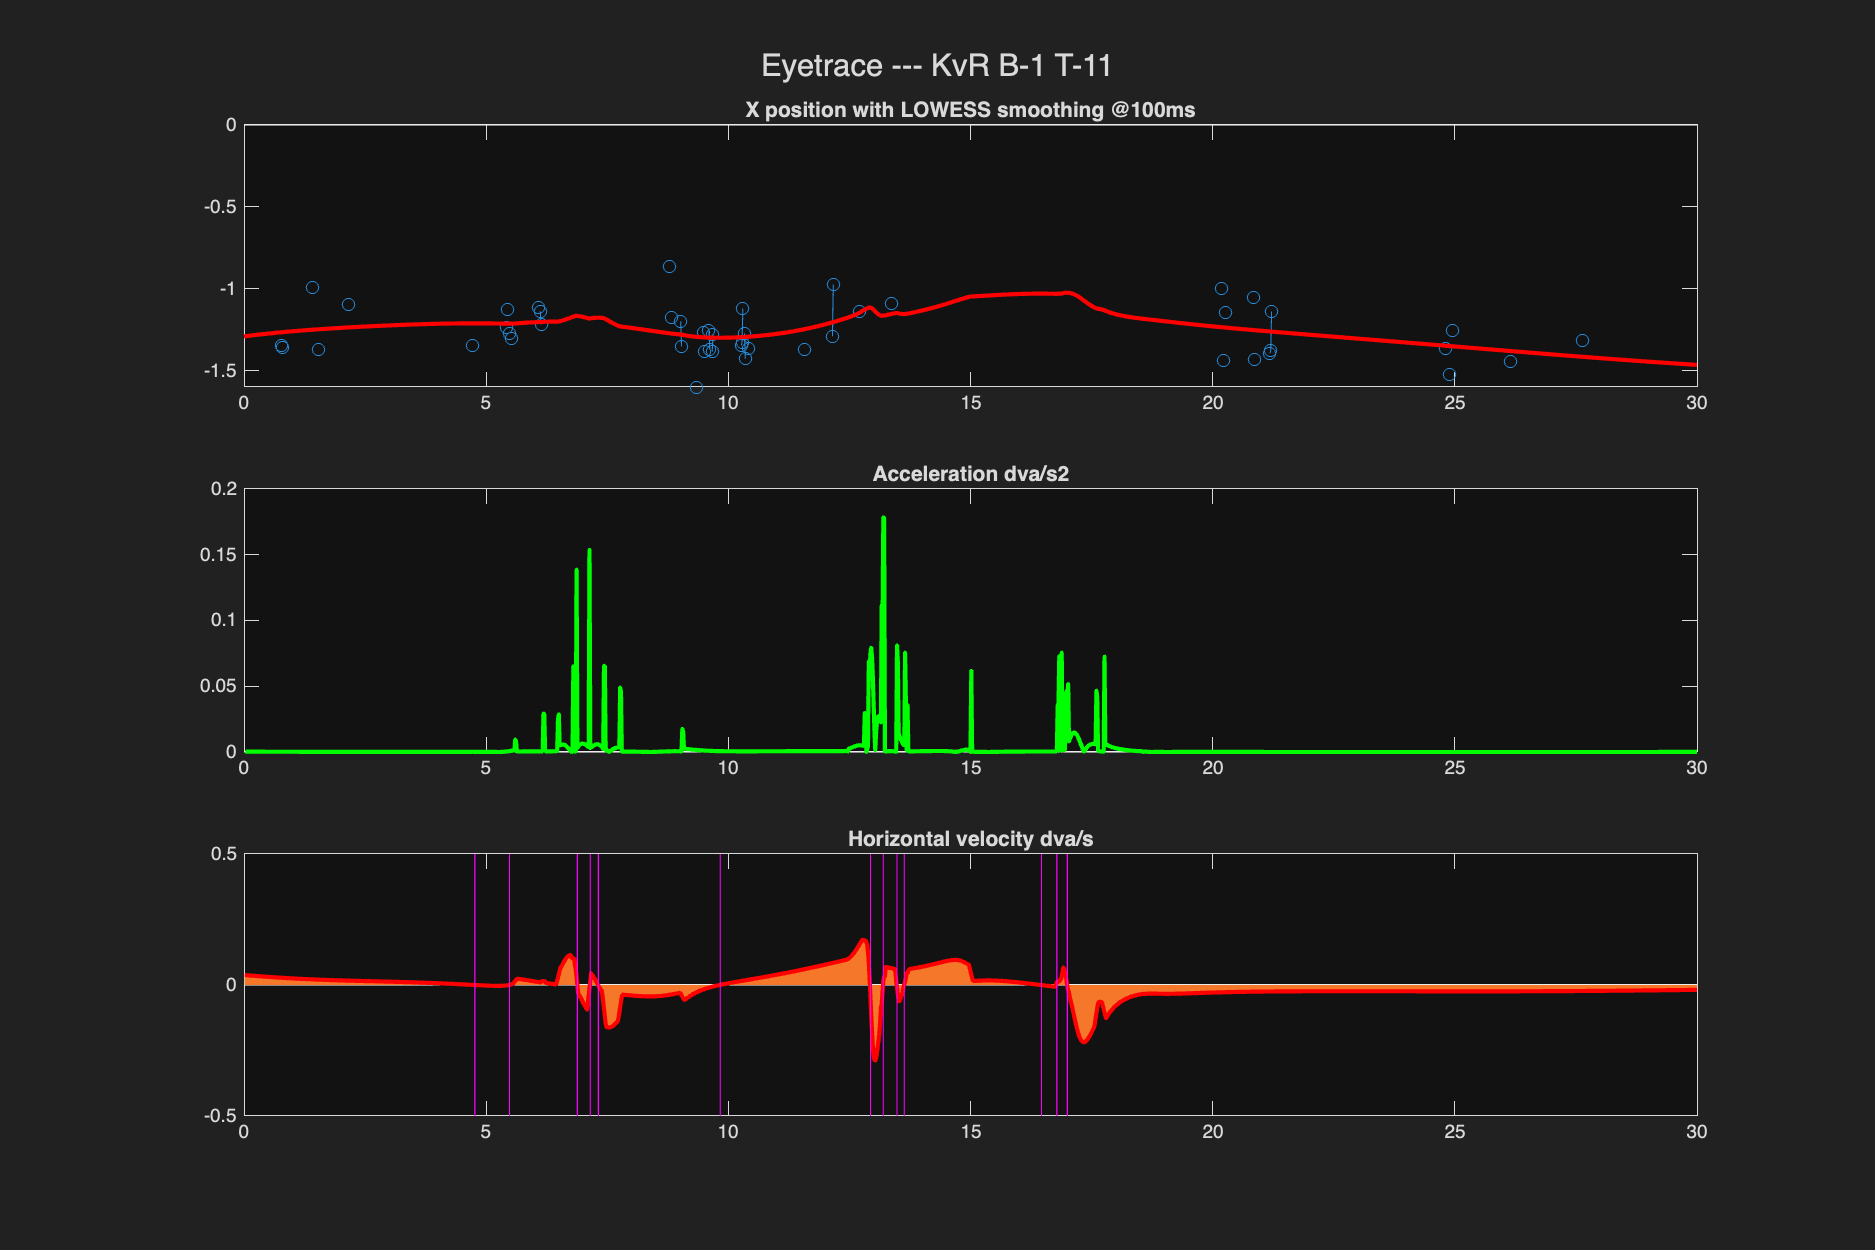 Eyetrace --- KvR B-1 T-11
X position with LOWESS smoothing @100ms
0
-0.5
-1
-1.5
0 5 10 15 20 25 30
Acceleration dva/s2
0.2
0.15
0.1
0.05
0
0 5 10 15 20 25 30
Horizontal velocity dva/s
0.5
0
-0.5
0 5 10 15 20 25 30